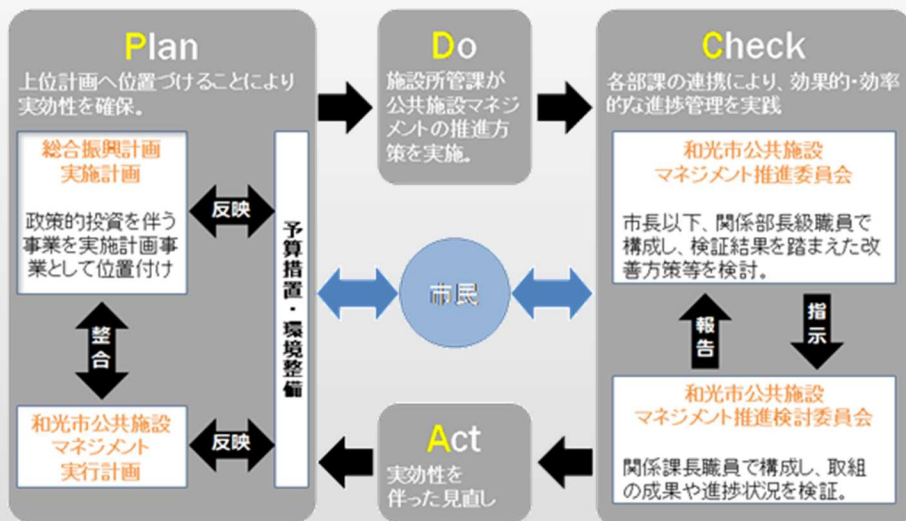 Plan
上位計画へ位置づけることにより
実効性を確保。
総合振興計画
実施計画
政策的投資を伴う
事業を実施計画事
業として位置付け
整合
和光市公共施設
マネジメント
実行計画
反映
反映
予算措置・環境整備
Do
施設所管課が
公共施設マネ
ジメントの推進方
策を実施。
市民
Act
実効性を
伴った見直し
Check
各部課の連携により、効果的・効率
的な進捗管理を実践
和光市公共施設
マネジメント推進委員会
市長以下、関係部長級職員で
構成し、検証結果を踏まえた改
善方策等を検討。
報告
指示
和光市公共施設
マネジメント推進検討委員会
関係課長職員で構成し、取組
の成果や進捗状況を検証。